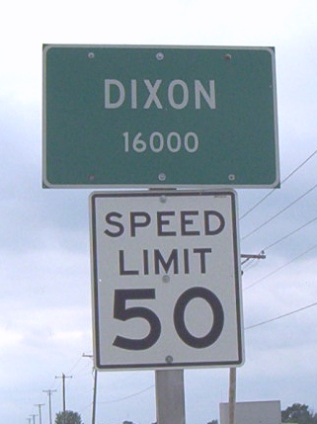 DIXON
16000
SPEED
LIMIT
50